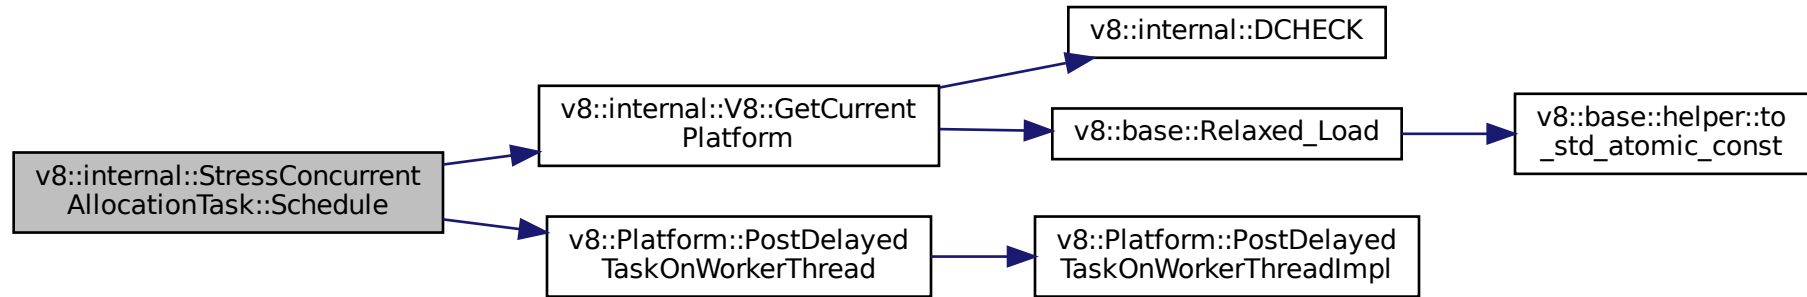 v8::internal::StressConcurrent
AllocationTask::Schedule
v8::internal::V8::GetCurrent
Platform
v8::internal::DCHECK
v8::base::Relaxed_Load
v8::base::helper::to
_std_atomic_const
v8::Platform::PostDelayed
TaskOnWorkerThread
v8::Platform::PostDelayed
TaskOnWorkerThreadImpl